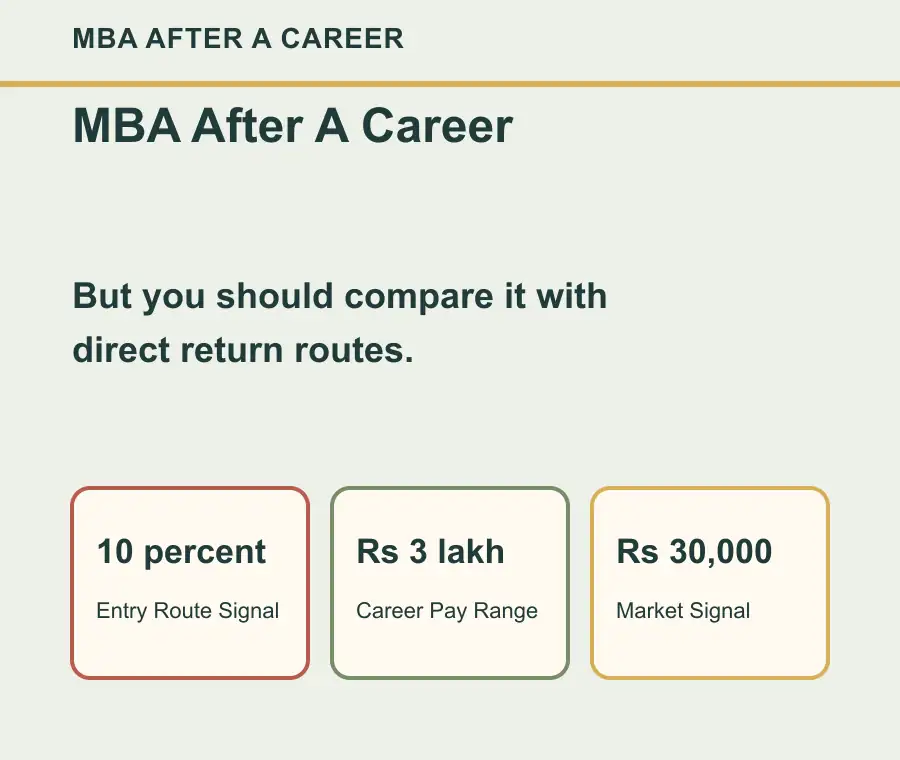 MBA AFTER A CAREER
MBA After A Career
But you should compare it with
direct return routes.
10 percent
Entry Route Signal
Rs 3 lakh
Career Pay Range
Rs 30,000
Market Signal